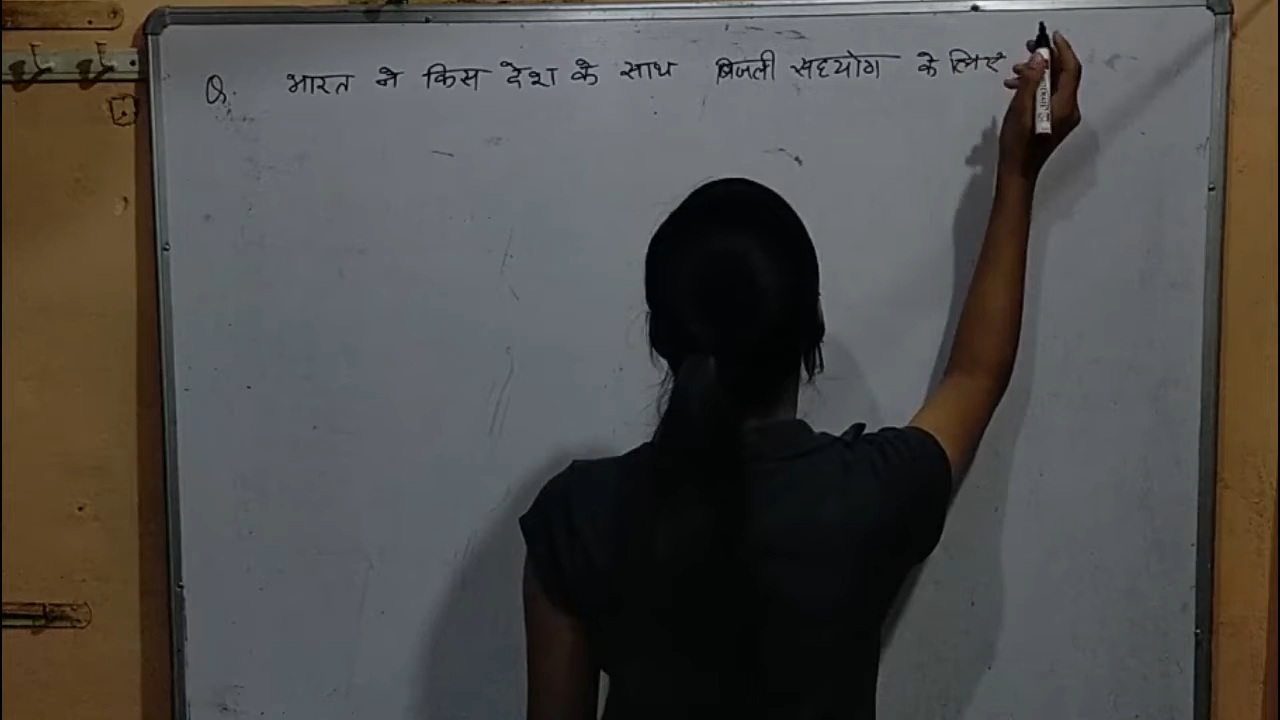 Q. भारत ने किस देश के साथ बिजली सहयोग के लिए